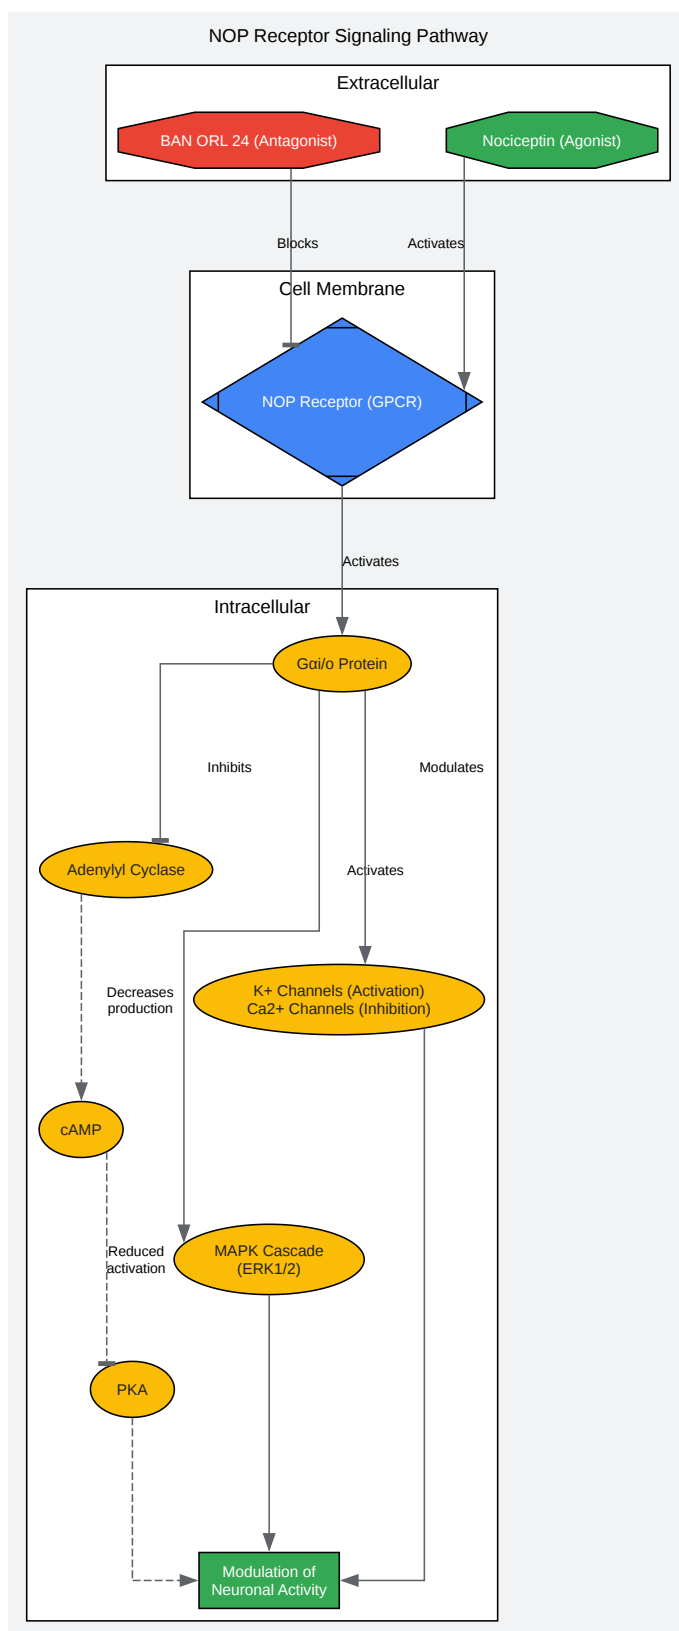 NOP Receptor Signaling Pathway
Extracellular
BAN ORL 24 (Antagonist)
Nociceptin (Agonist)
Blocks
Activates
Cell Membrane
NOP Receptor (GPCR)
Activates
Intracellular
Gαi/o Protein
Inhibits
Modulates
Adenylyl Cyclase
Activates
Decreases
production
K+ Channels (Activation)
Ca2+ Channels (Inhibition)
cAMP
Reduced
activation
MAPK Cascade
(ERK1/2)
PKA
Modulation of
Neuronal Activity